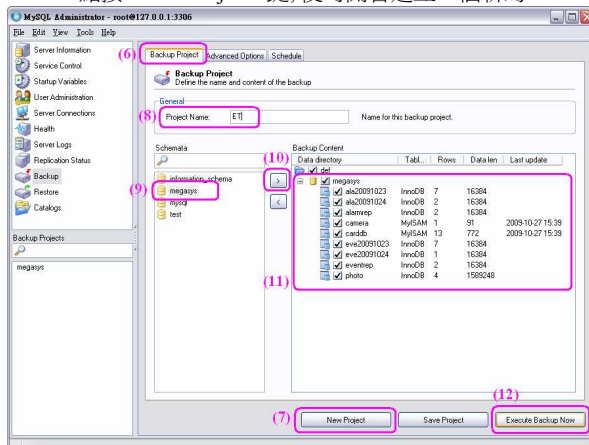 MySQL Administrator - root@127.0.0.1:3306
File Edit View Tools Help
Server Information
Service Control
Startup Variables
User Administration
Server Connections
Health
Server Logs
Replication Status
Backup
Restore
Catalogs
Backup Projects
megasys
(6)
Backup Project
Advanced Options
Schedule
Backup Project
Define the name and content of the backup
General
(8)
Project Name:
ET
Name for this backup project.
Schemata
information_schema
(9)
megasys
mysql
test
(10)
>
<
Backup Content
Data directory Tabl... Rows Data len Last update
def
megasys
ala20091023 InnoDB 7 16384
ala20091024 InnoDB 2 16384
alarmrep InnoDB 2 16384
camera MyISAM 1 91 2009-10-27 15:39
carddb MyISAM 13 772 2009-10-27 15:39
eve20091023 InnoDB 7 16384
eve20091024 InnoDB 1 16384
eventrep InnoDB 2 16384
photo InnoDB 4 1589248
(11)
(12)
(7)
New Project
Save Project
Execute Backup Now